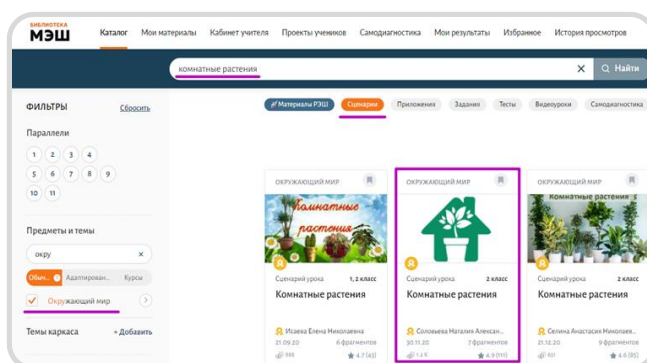 БИБЛИОТЕКА
МЭШ
Каталог Мои материалы Кабинет учителя Проекты учеников Самодиагностика Мои результаты Избранное История просмотров
комнатные растения × Найти
ФИЛЬТРЫ Сбросить
Материалы РЭШ Сценарии Приложения Задания Тесты Видеоуроки Самодиагностика
Параллели
1 2 3 4
5 6 7 8 9
10 11
Предметы и темы
окру ×
Обыч... Адаптирован... Курсы
Окружающий мир
Темы каркаса + Добавить
ОКРУЖАЮЩИЙ МИР
Комнатные
растения
Сценарий урока 1, 2 класс
Комнатные растения
Исаева Елена Николаевна
21.09.20 6 фрагментов
4.7 (43)
ОКРУЖАЮЩИЙ МИР
Сценарий урока 2 класс
Комнатные растения
Соловьева Наталия Алексан...
30.11.20 7 фрагментов
4.9 (111)
ОКРУЖАЮЩИЙ МИР
Комнатные растения
Сценарий урока 2 класс
Комнатные растения
Селина Анастасия Николаев...
21.12.20 9 фрагментов
4.6 (85)